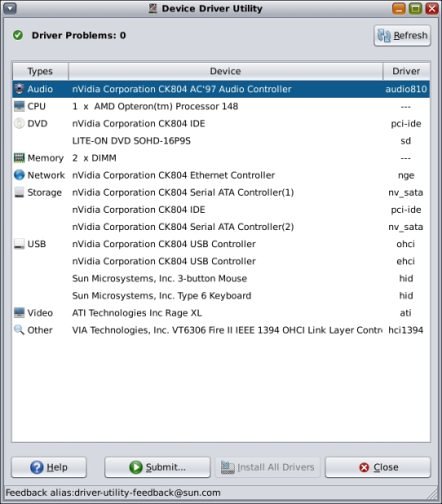 Device Driver Utility
Driver Problems: 0
Refresh
Types Device Driver
Audio nVidia Corporation CK804 AC'97 Audio Controller audio810
CPU 1 x AMD Opteron(tm) Processor 148 ---
DVD nVidia Corporation CK804 IDE pci-ide
LITE-ON DVD SOHD-16P9S sd
Memory 2 x DIMM ---
Network nVidia Corporation CK804 Ethernet Controller nge
Storage nVidia Corporation CK804 Serial ATA Controller(1) nv_sata
nVidia Corporation CK804 IDE pci-ide
nVidia Corporation CK804 Serial ATA Controller(2) nv_sata
USB nVidia Corporation CK804 USB Controller ohci
nVidia Corporation CK804 USB Controller ehci
Sun Microsystems, Inc. 3-button Mouse hid
Sun Microsystems, Inc. Type 6 Keyboard hid
Video ATI Technologies Inc Rage XL ati
Other VIA Technologies, Inc. VT6306 Fire II IEEE 1394 OHCI Link Layer Contr hci1394
Help Submit... Install All Drivers Close
Feedback alias:driver-utility-feedback@sun.com